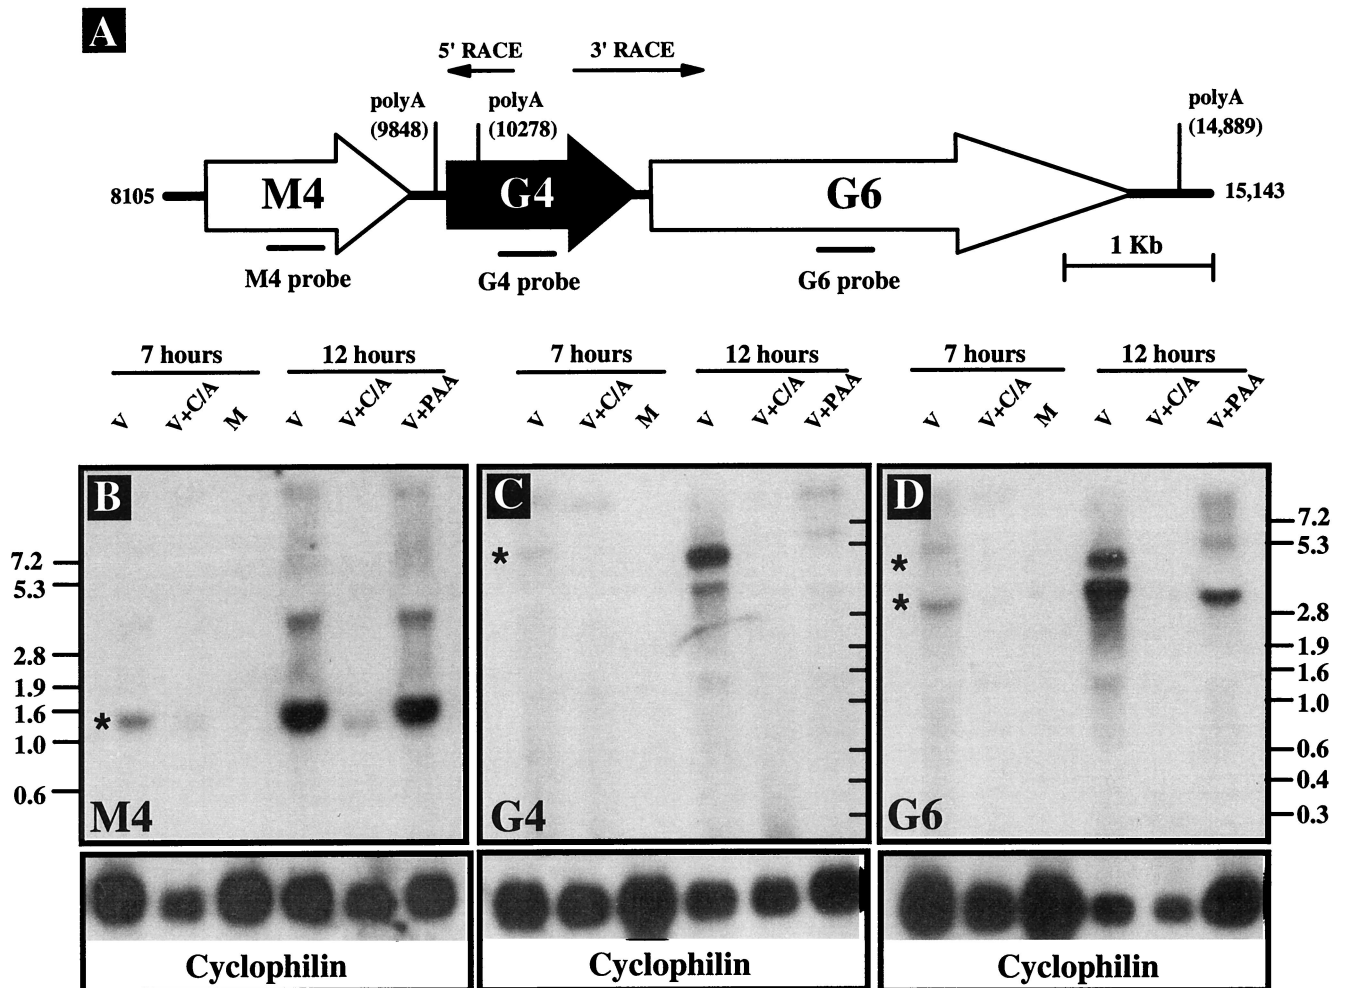 A
5' RACE 3' RACE
polyA (9848)
polyA (10278)
polyA (14,889)
8105 M4 G4 G6 15,143
M4 probe G4 probe G6 probe 1 Kb
7 hours 12 hours 7 hours 12 hours 7 hours 12 hours
V V+C/A M V V+C/A V+PAA V V+C/A M V V+C/A V+PAA V V+C/A M V V+C/A V+PAA
B
7.2
5.3
2.8
1.9
1.6
*
1.0
0.6
M4
C
*
G4
D
*
*
G6
7.2
5.3
2.8
1.9
1.6
1.0
0.6
0.4
0.3
Cyclophilin Cyclophilin Cyclophilin